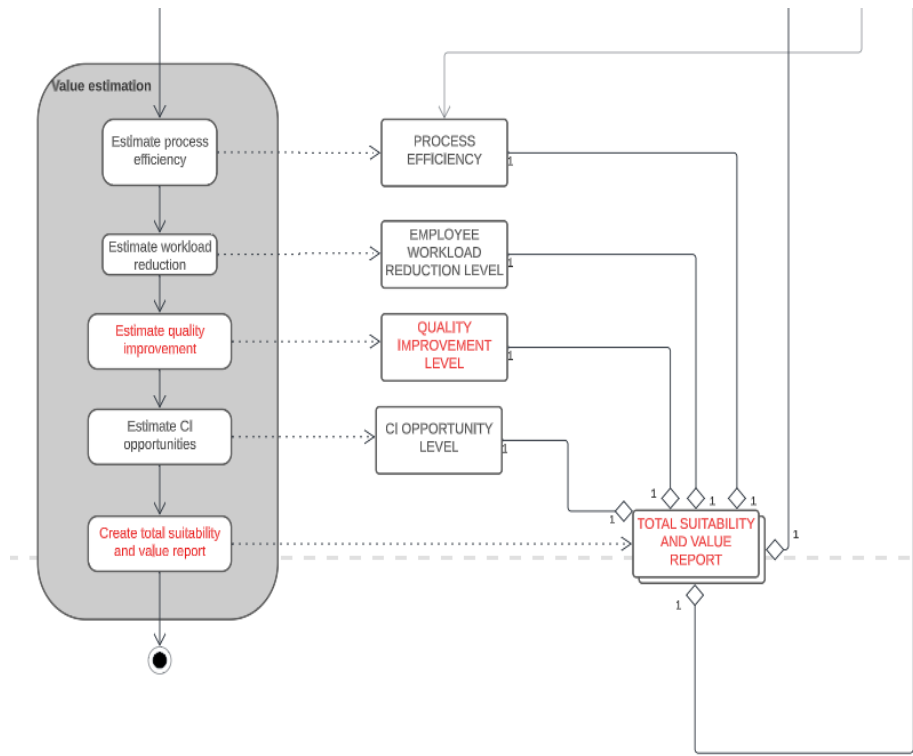 Value estimation
Estimate process
efficiency
PROCESS
EFFICIENCY
1
Estimate workload
reduction
EMPLOYEE
WORKLOAD
REDUCTION LEVEL
1
Estimate quality
improvement
QUALITY
IMPROVEMENT
LEVEL
1
Estimate CI
opportunities
CI OPPORTUNITY
LEVEL
1
1
1
1
1
Create total suitability
and value report
TOTAL SUITABILITY
AND VALUE
REPORT
1
1